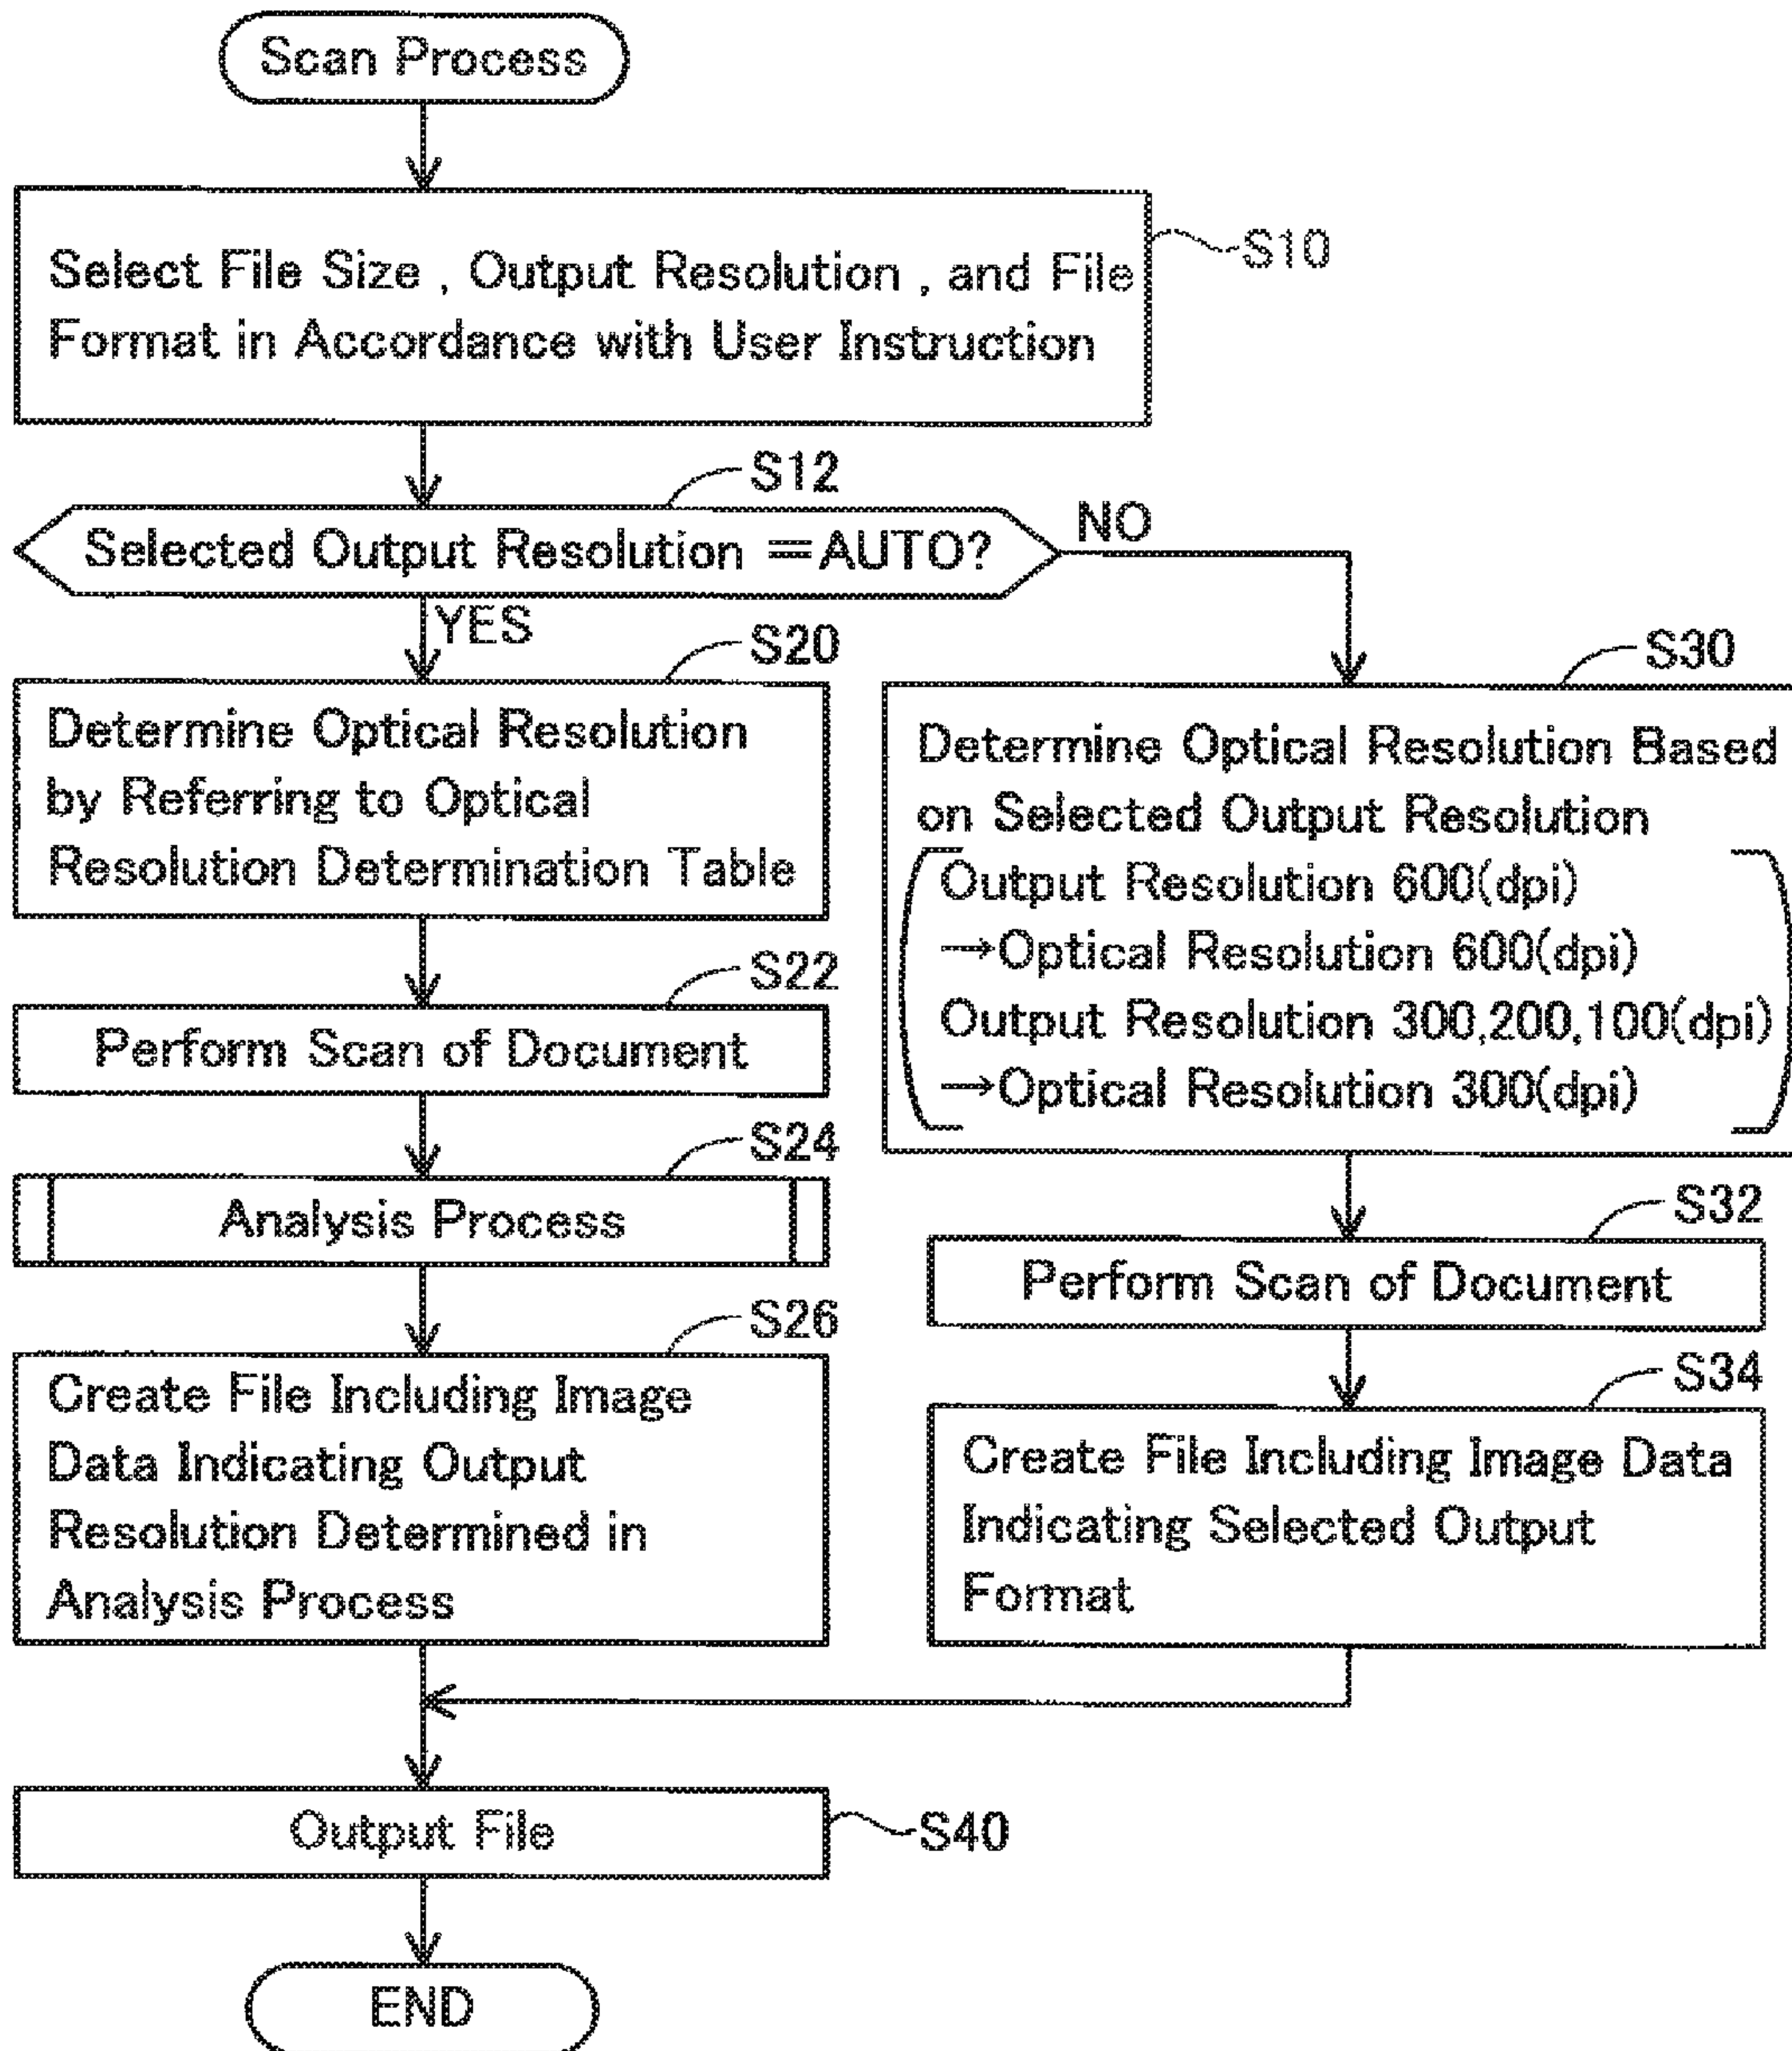 Scan Process
Select File Size , Output Resolution , and File
Format in Accordance with User Instruction
S10
S12
Selected Output Resolution ═AUTO?
NO
YES
S20
Determine Optical Resolution
by Referring to Optical
Resolution Determination Table
S22
Perform Scan of Document
S24
Analysis Process
S26
Create File Including Image
Data Indicating Output
Resolution Determined in
Analysis Process
S30
Determine Optical Resolution Based
on Selected Output Resolution
Output Resolution 600(dpi)
→Optical Resolution 600(dpi)
Output Resolution 300,200,100(dpi)
→Optical Resolution 300(dpi)
S32
Perform Scan of Document
S34
Create File Including Image Data
Indicating Selected Output
Format
Output File
S40
END